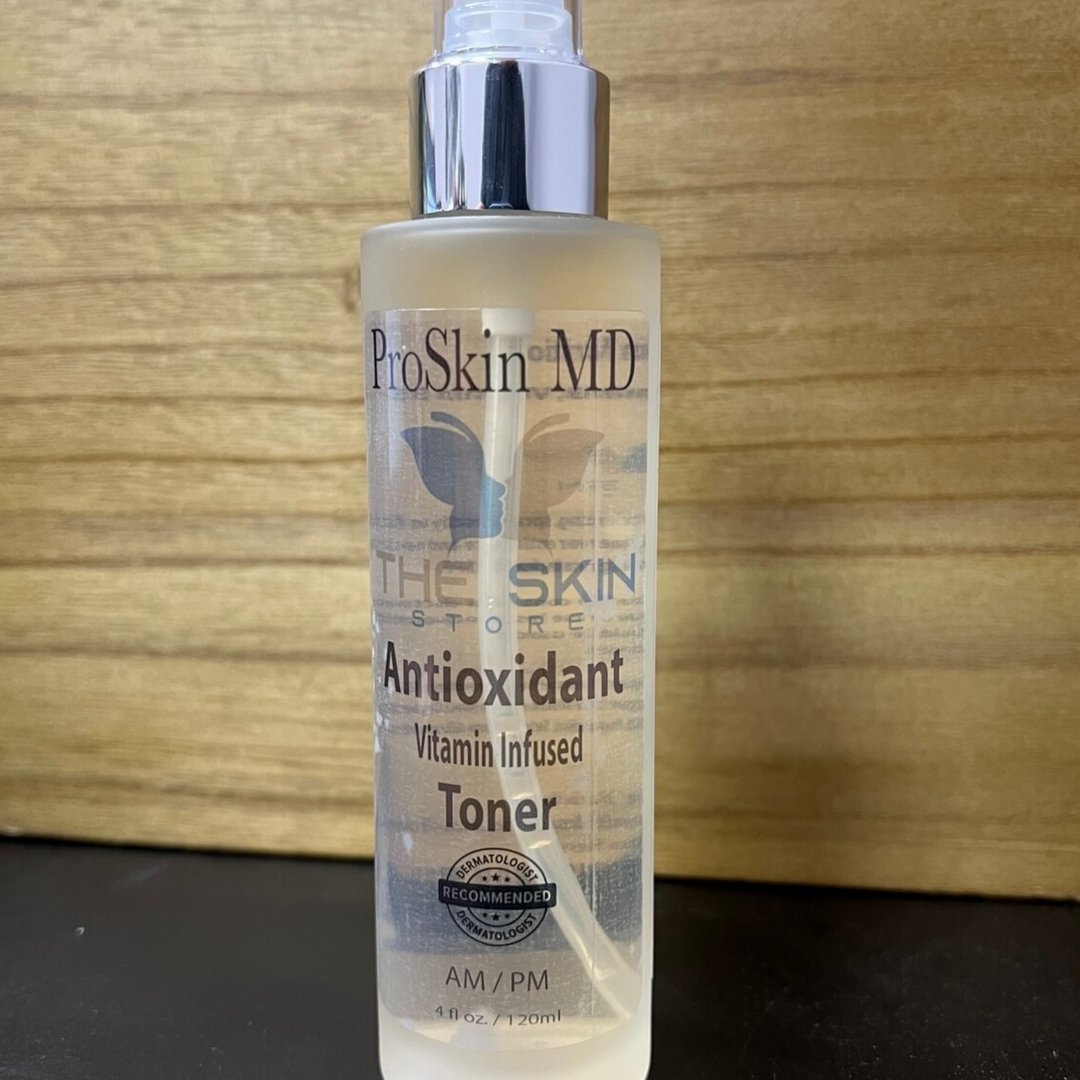 ProSkin MD
THE SKIN
STORE
Antioxidant
Vitamin Infused
Toner
DERMATOLOGIST
RECOMMENDED
DERMATOLOGIST
AM / PM
4 fl oz. / 120ml